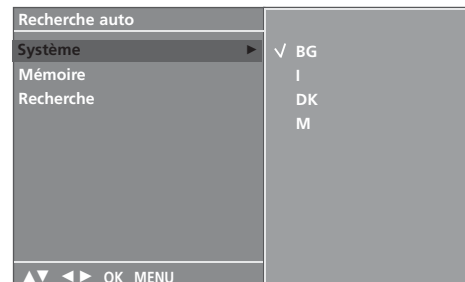 Recherche auto
Système ►
Mémoire
Recherche
√ BG
I
DK
M
▲▼ ◄► OK MENU